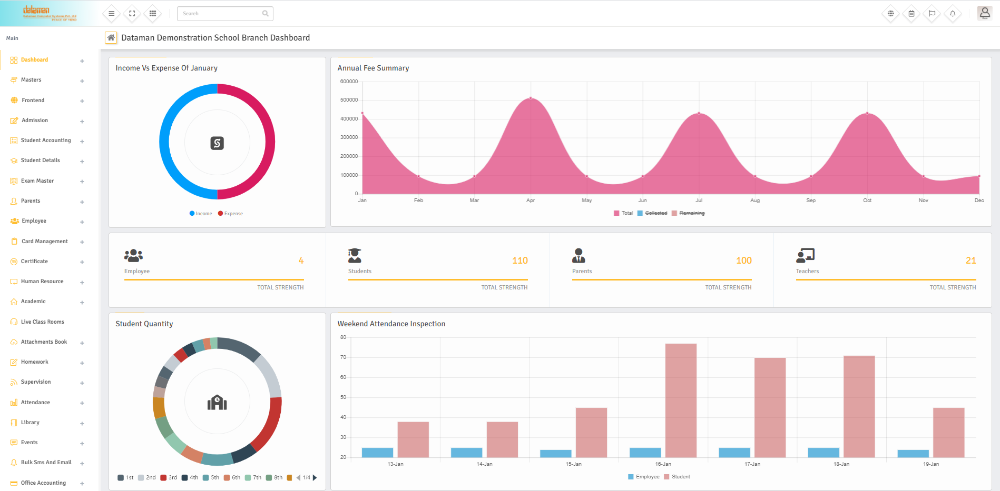 dataman
Dataman Computer Systems Pvt. Ltd
PEACE OF MIND
Search
Main
Dataman Demonstration School Branch Dashboard
Dashboard
Masters
Frontend
Admission
Student Accounting
Student Details
Exam Master
Parents
Employee
Card Management
Certificate
Human Resource
Academic
Live Class Rooms
Attachments Book
Homework
Supervision
Attendance
Library
Events
Bulk Sms And Email
Office Accounting
Income Vs Expense Of January
Income Expense
Annual Fee Summary
600000
500000
400000
300000
200000
100000
0
Jan Feb Mar Apr May Jun Jul Aug Sep Oct Nov Dec
Total Collected Remaining
4
Employee
TOTAL STRENGTH
110
Students
TOTAL STRENGTH
100
Parents
TOTAL STRENGTH
21
Teachers
TOTAL STRENGTH
Student Quantity
1st 2nd 3rd 4th 5th 6th 7th 8th 1/4
Weekend Attendance Inspection
80
70
60
50
40
30
20
13-Jan 14-Jan 15-Jan 16-Jan 17-Jan 18-Jan 19-Jan
Employee Student